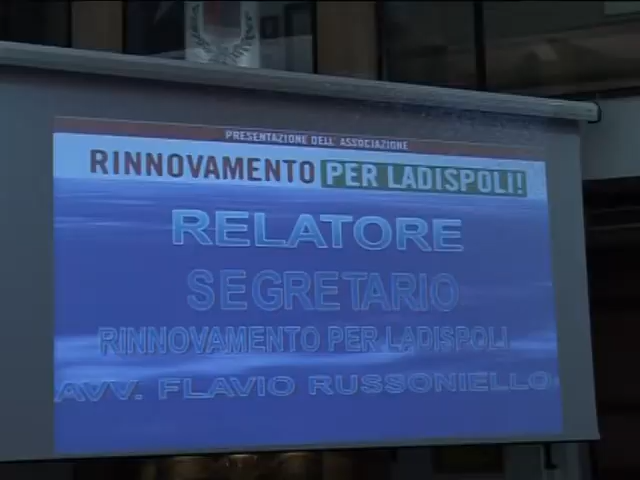 PRESENTAZIONE DELL'ASSOCIAZIONE
RINNOVAMENTO PER LADISPOLI!
RELATORE
SEGRETARIO
RINNOVAMENTO PER LADISPOLI
AVV. FLAVIO RUSSONIELLO